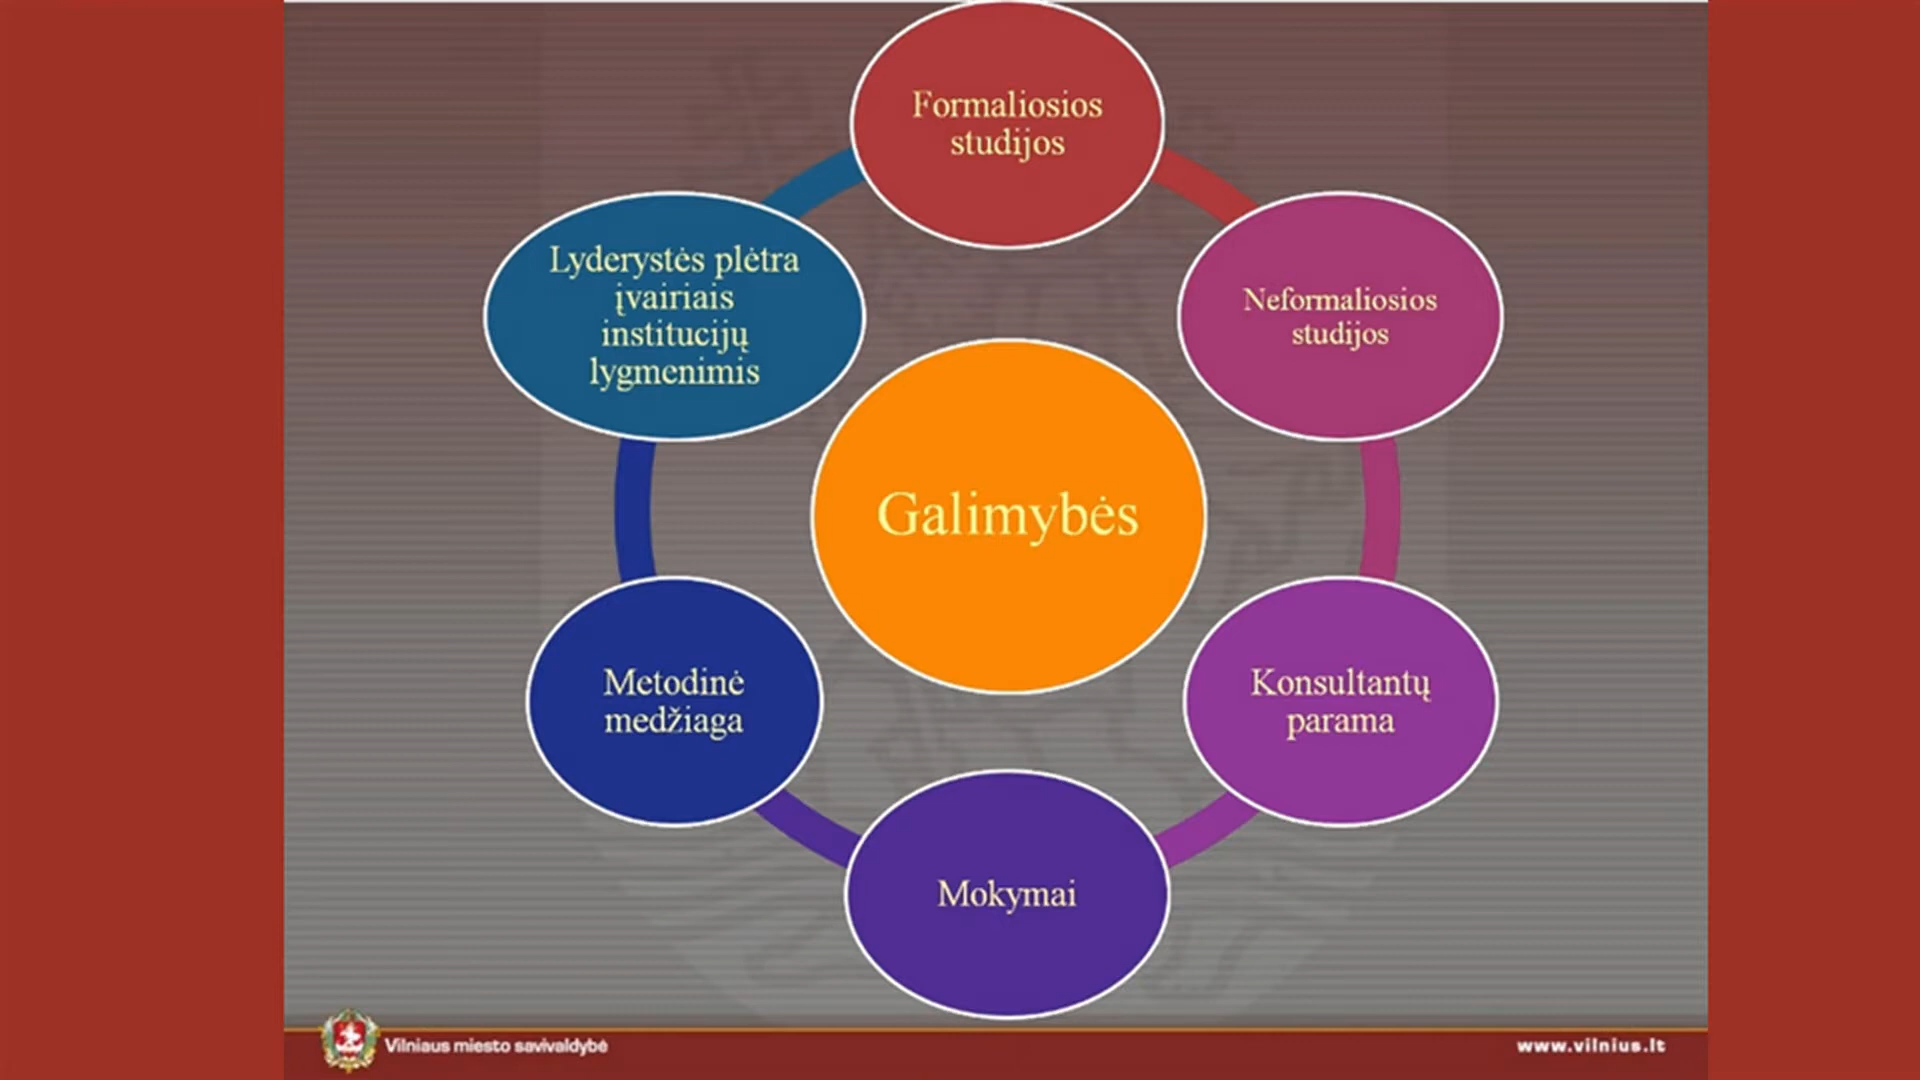 Formaliosios
studijos
Neformaliosios
studijos
Konsultantų
parama
Mokymai
Metodinė
medžiaga
Lyderystės plėtra
įvairiais
institucijų
lygmenimis
Galimybės
Vilniaus miesto savivaldybė
www.vilnius.lt